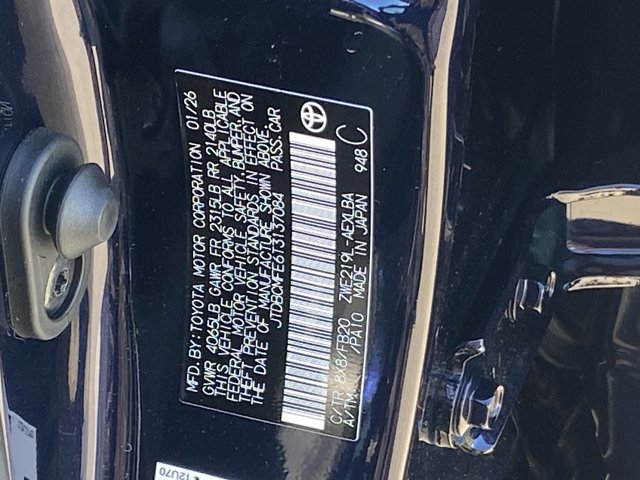 MFD. BY: TOYOTA MOTOR CORPORATION 01/26
GVWR 4065LB GAWR FR 2315LB RR 2140LB
THIS VEHICLE CONFORMS TO ALL APPLICABLE
FEDERAL MOTOR VEHICLE SAFETY, BUMPER, AND
THEFT PREVENTION STANDARDS IN EFFECT ON
THE DATE OF MANUFACTURE SHOWN ABOVE.
JTDBCMFE6T3137084 PASS.CAR
C/TR: 8X8/FB20 ZWE219L-AEXLBA
A/TM: /PA10 MADE IN JAPAN 948 C
12U70